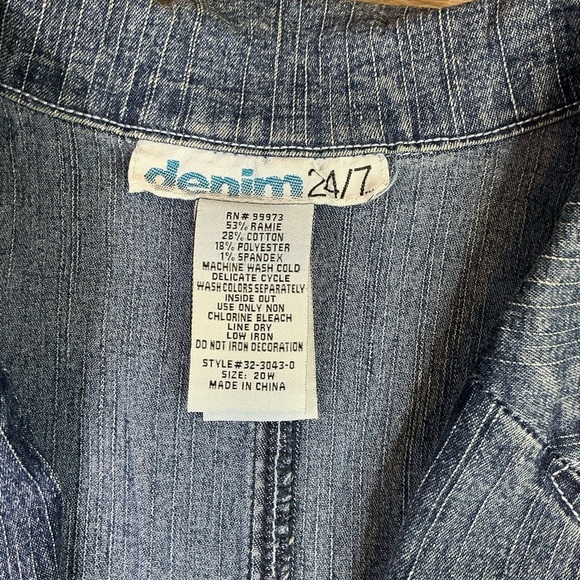 denim 24/7
RN# 99973
53% RAMIE
28% COTTON
18% POLYESTER
1% SPANDEX
MACHINE WASH COLD
DELICATE CYCLE
WASH COLORS SEPARATELY
INSIDE OUT
USE ONLY NON
CHLORINE BLEACH
LINE DRY
LOW IRON
DO NOT IRON DECORATION
STYLE#32-3043-0
SIZE: 20W
MADE IN CHINA